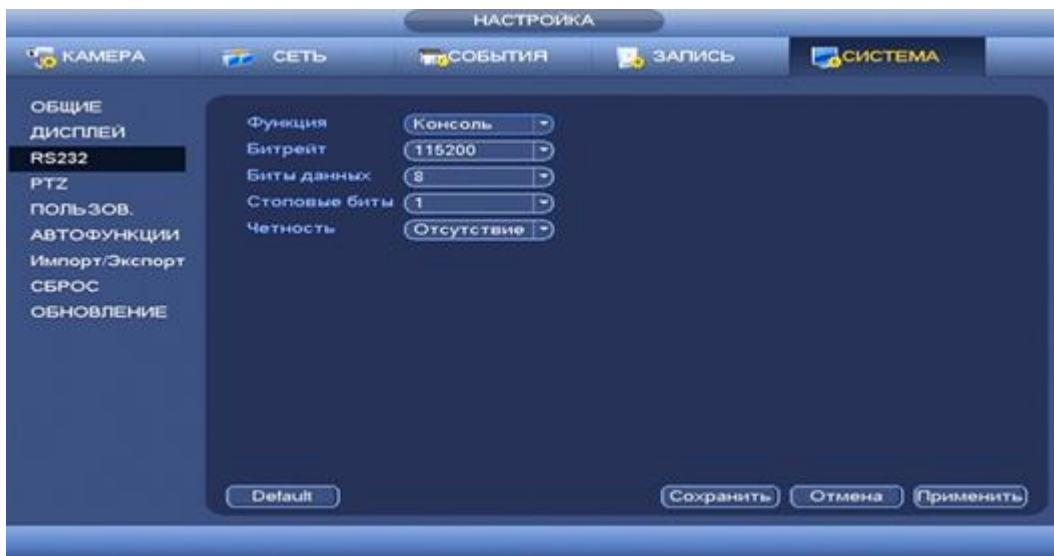 НАСТРОЙКА
КАМЕРА СЕТЬ СОБЫТИЯ ЗАПИСЬ СИСТЕМА
ОБЩИЕ
ДИСПЛЕЙ
RS232
PTZ
ПОЛЬЗОВ.
АВТОФУНКЦИИ
Импорт/Экспорт
СБРОС
ОБНОВЛЕНИЕ
Функция Консоль
Битрейт 115200
Биты данных 8
Стоповые биты 1
Четность Отсутствие
Default Сохранить Отмена Применить